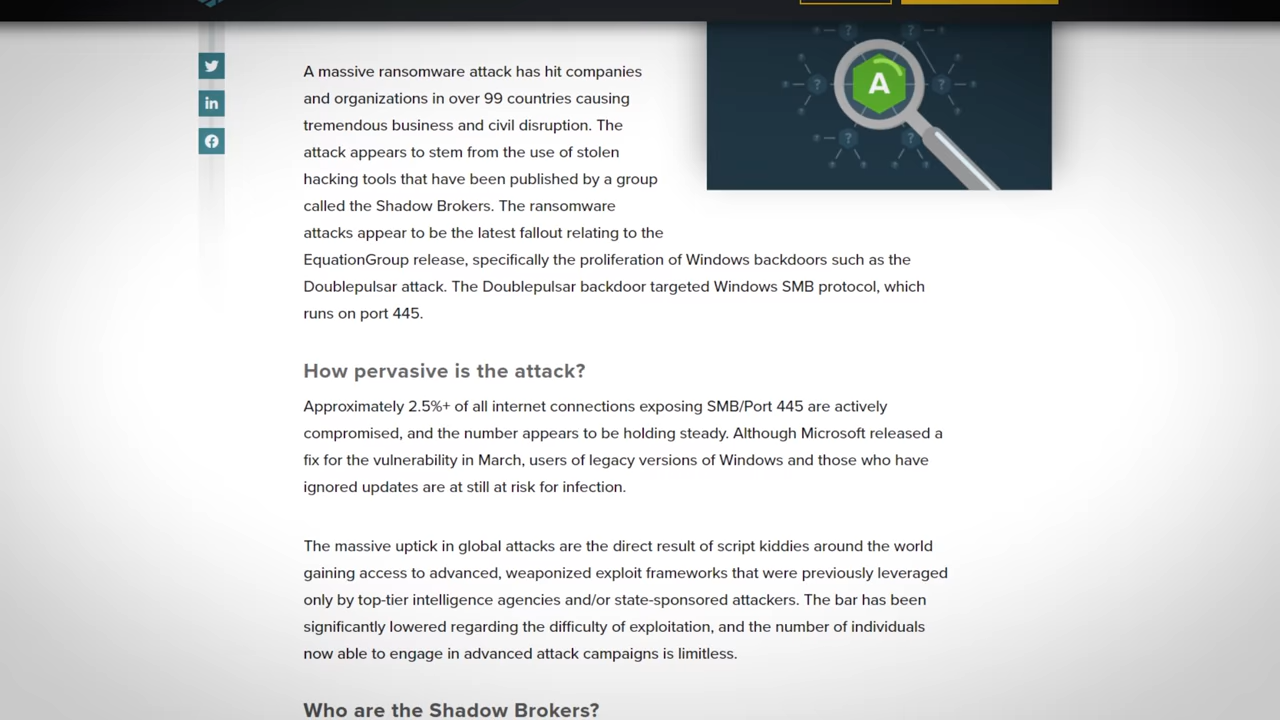 A massive ransomware attack has hit companies
and organizations in over 99 countries causing
tremendous business and civil disruption. The
attack appears to stem from the use of stolen
hacking tools that have been published by a group
called the Shadow Brokers. The ransomware
attacks appear to be the latest fallout relating to the
EquationGroup release, specifically the proliferation of Windows backdoors such as the
Doublepulsar attack. The Doublepulsar backdoor targeted Windows SMB protocol, which
runs on port 445.
A
? ? ? ? ? ?
How pervasive is the attack?
Approximately 2.5%+ of all internet connections exposing SMB/Port 445 are actively
compromised, and the number appears to be holding steady. Although Microsoft released a
fix for the vulnerability in March, users of legacy versions of Windows and those who have
ignored updates are at still at risk for infection.
The massive uptick in global attacks are the direct result of script kiddies around the world
gaining access to advanced, weaponized exploit frameworks that were previously leveraged
only by top-tier intelligence agencies and/or state-sponsored attackers. The bar has been
significantly lowered regarding the difficulty of exploitation, and the number of individuals
now able to engage in advanced attack campaigns is limitless.
Who are the Shadow Brokers?